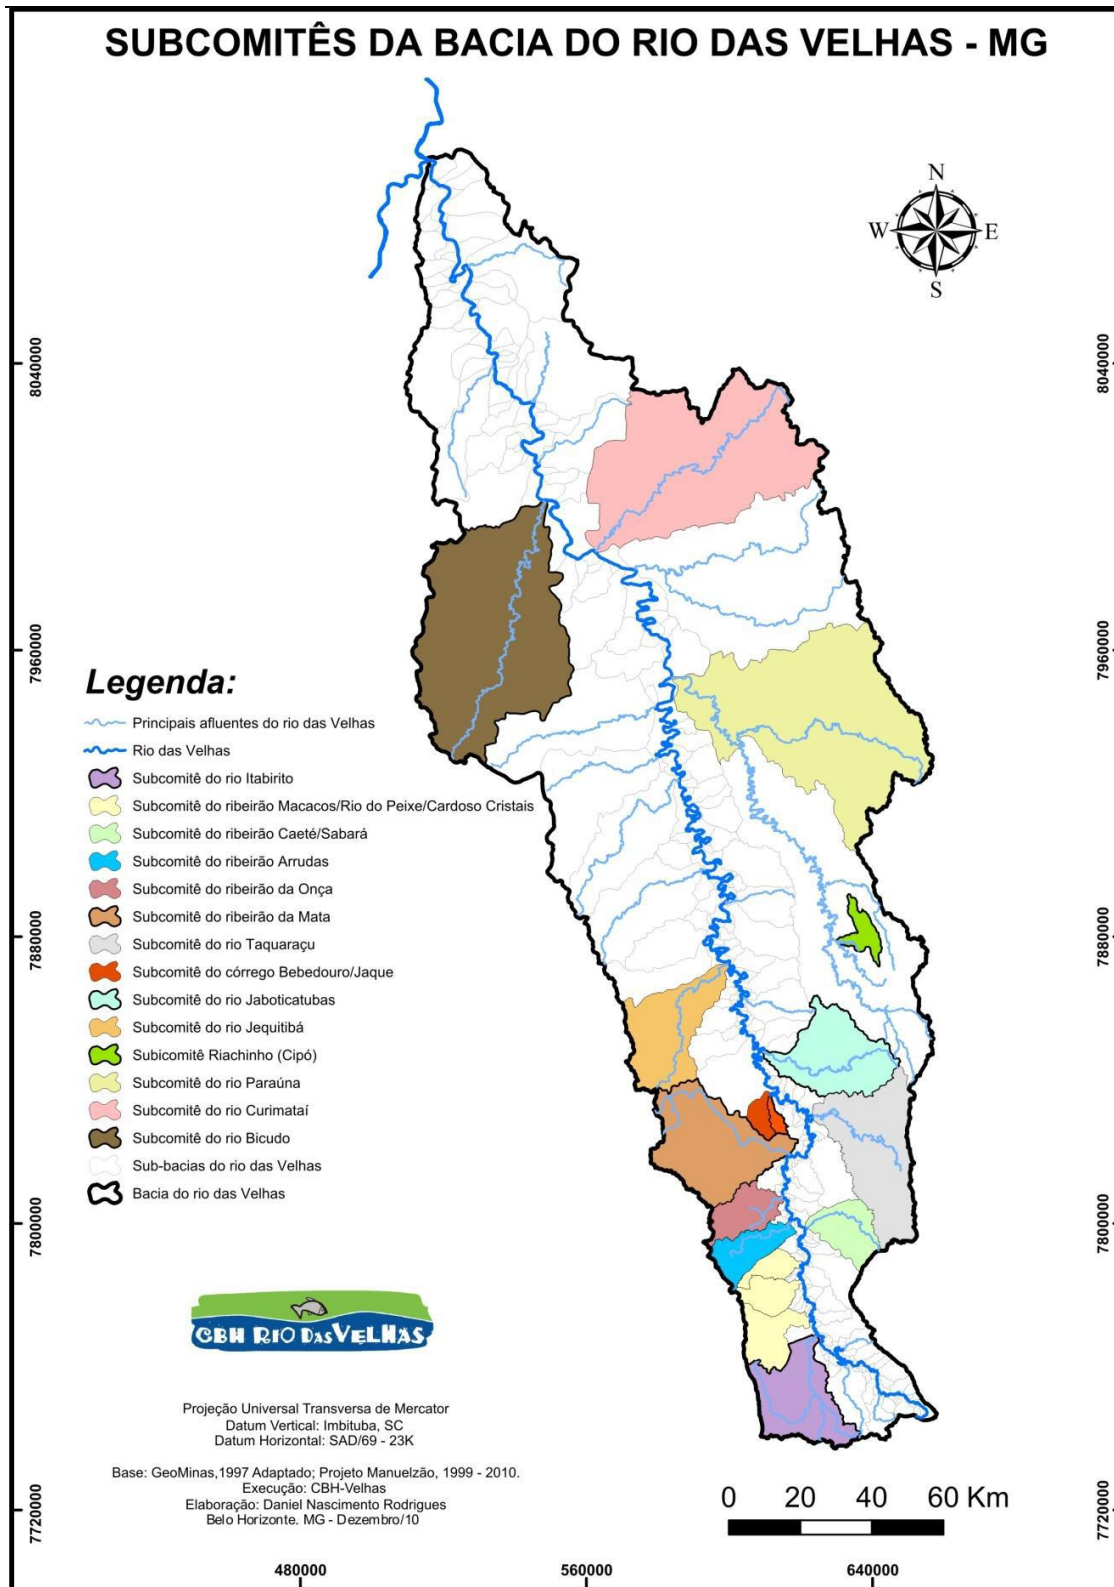 SUBCOMITÊS DA BACIA DO RIO DAS VELHAS - MG
N
W E
S
8040000 8040000
7960000 7960000
Legenda:
Principais afluentes do rio das Velhas
Rio das Velhas
Subcomitê do rio Itabirito
Subcomitê do ribeirão Macacos/Rio do Peixe/Cardoso Cristais
Subcomitê do ribeirão Caeté/Sabará
Subcomitê do ribeirão Arrudas
Subcomitê do ribeirão da Onça
Subcomitê do ribeirão da Mata
Subcomitê do rio Taquaraçu
Subcomitê do córrego Bebedouro/Jaque
Subcomitê do rio Jaboticatubas
Subcomitê do rio Jequitibá
Subicomitê Riachinho (Cipó)
Subcomitê do rio Paraúna
Subcomitê do rio Curimataí
Subcomitê do rio Bicudo
Sub-bacias do rio das Velhas
Bacia do rio das Velhas
7880000 7880000
7800000 7800000
CBH RIO DAS VELHAS
Projeção Universal Transversa de Mercator
Datum Vertical: Imbituba, SC
Datum Horizontal: SAD/69 - 23K
Base: GeoMinas,1997 Adaptado; Projeto Manuelzão, 1999 - 2010.
Execução: CBH-Velhas
Elaboração: Daniel Nascimento Rodrigues
Belo Horizonte. MG - Dezembro/10
0 20 40 60 Km
7720000 7720000
480000 560000 640000